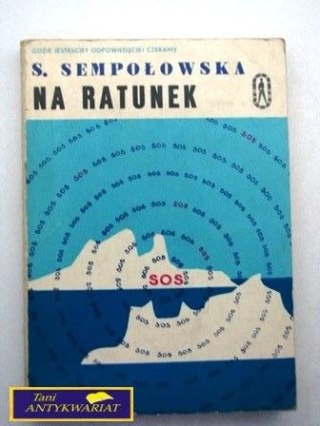 GDZIE JESTEŚCIE? ODPOWIEDZCIE! CZEKAMY
S. SEMPOŁOWSKA
NA RATUNEK
SOS
Tani
ANTYKWARIAT